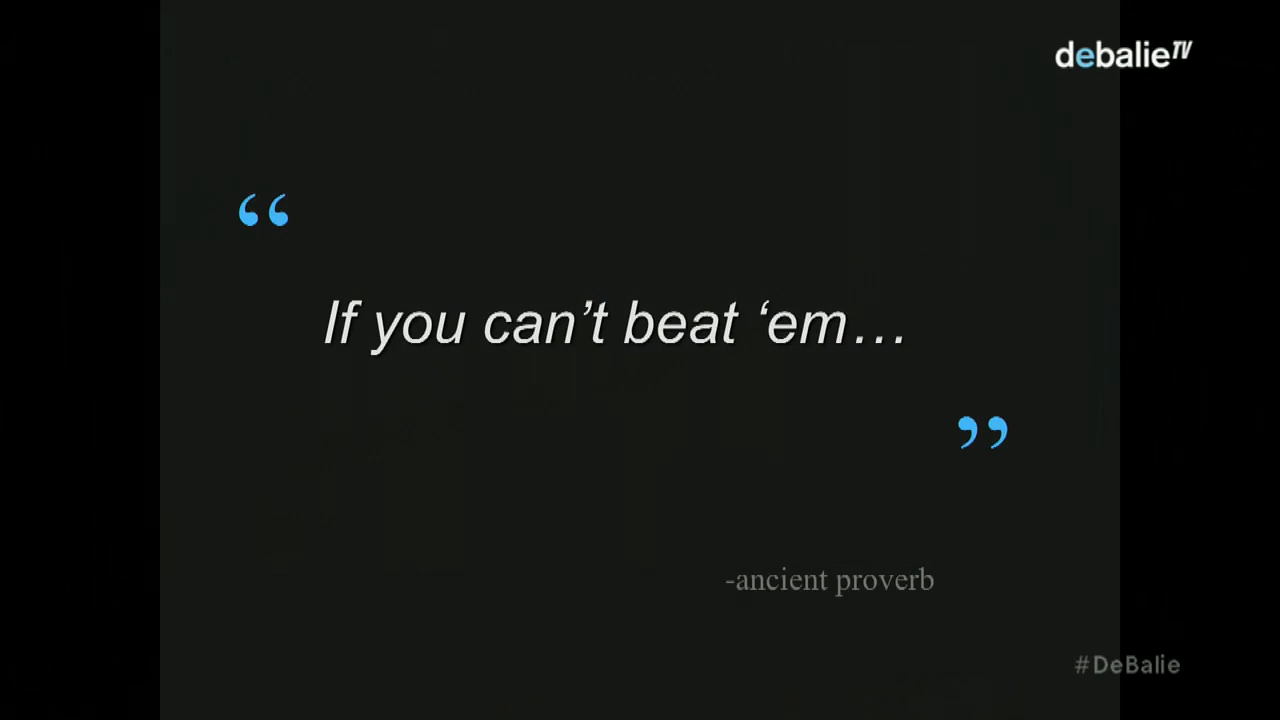 debalieTV
“
If you can’t beat ‘em…
”
-ancient proverb
#DeBalie